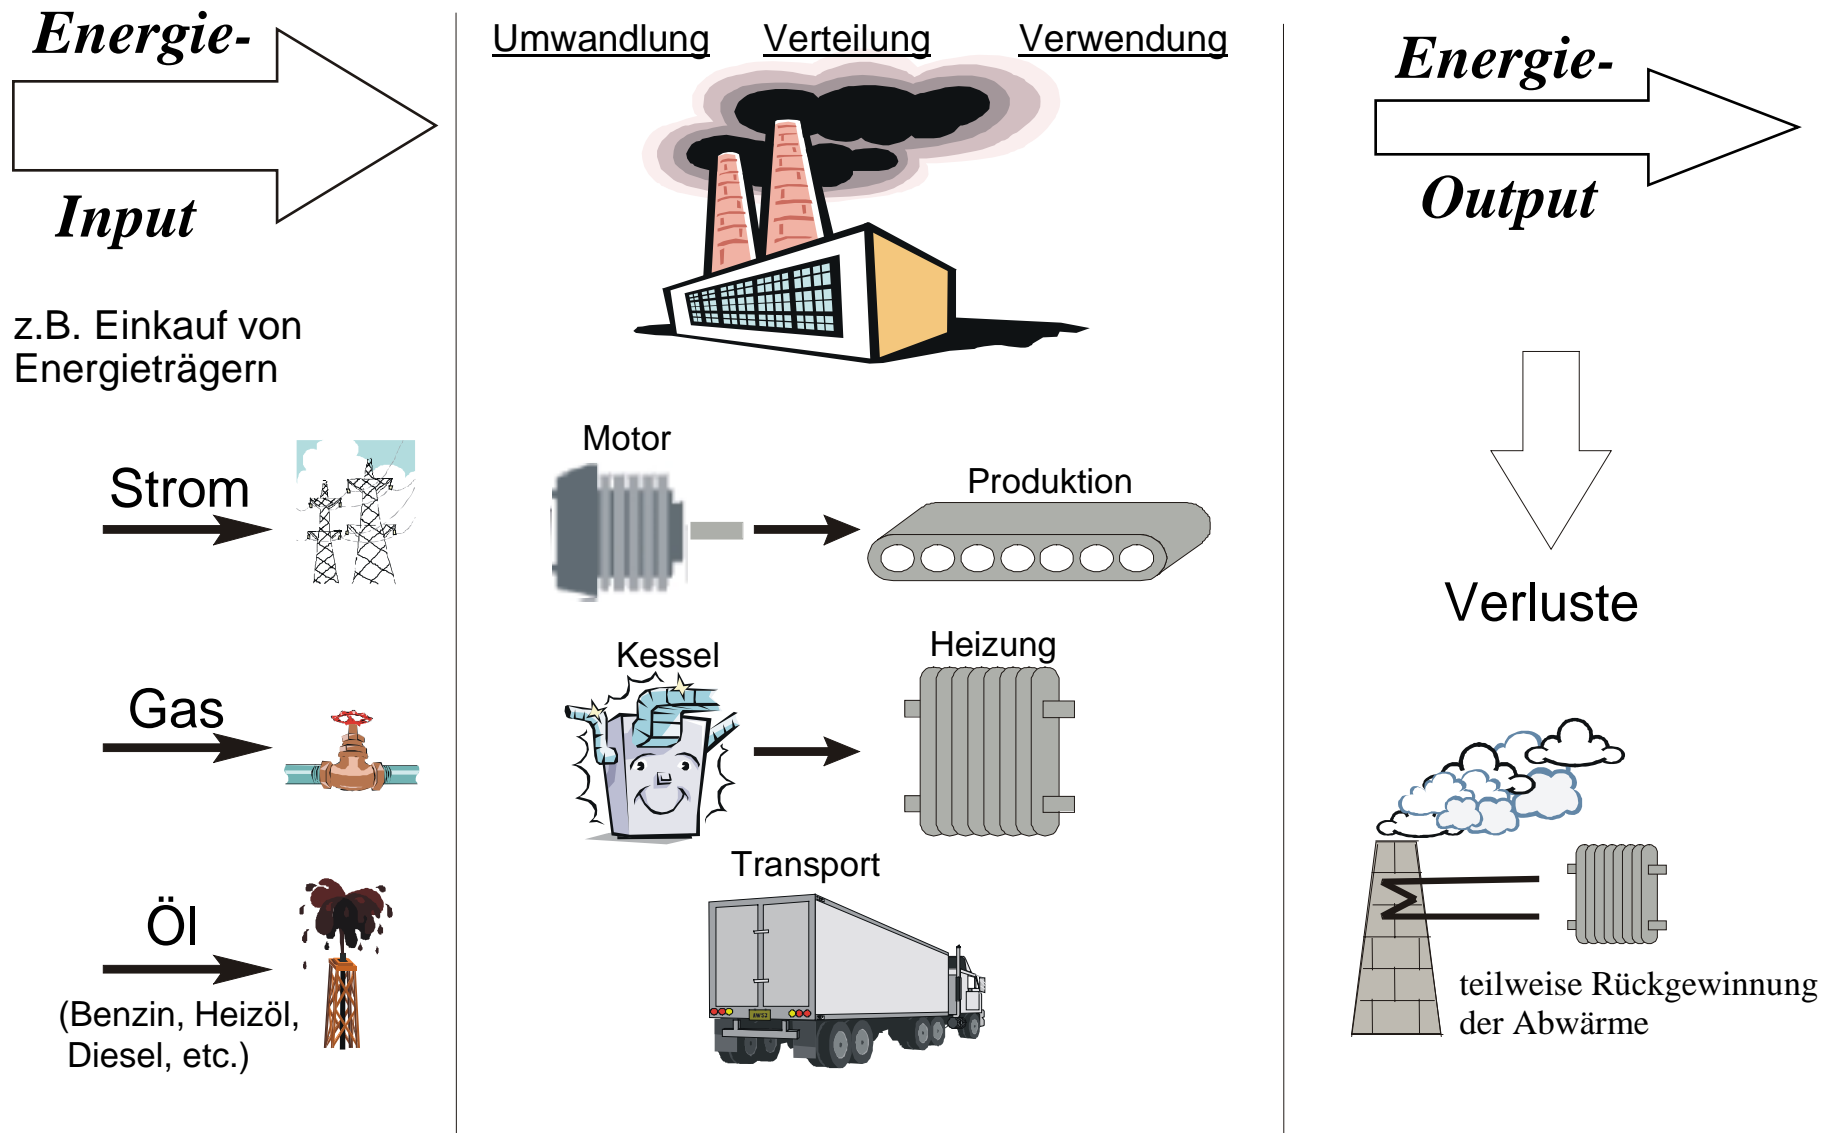 Energie-
Input
z.B. Einkauf von
Energieträgern
Strom
Gas
Öl
(Benzin, Heizöl,
Diesel, etc.)
Umwandlung Verteilung Verwendung
Motor
Produktion
Kessel
Heizung
Transport
Energie-
Output
Verluste
teilweise Rückgewinnung
der Abwärme